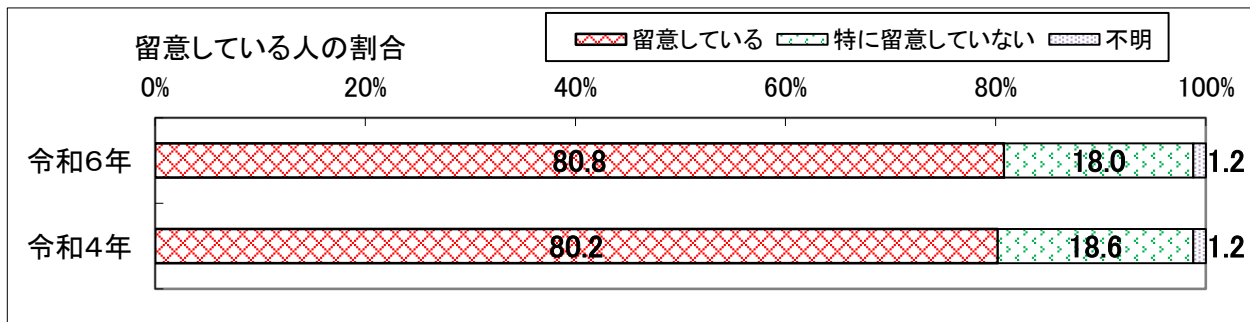 留意している人の割合
留意している 特に留意していない 不明
0% 20% 40% 60% 80% 100%
令和6年 80.8 18.0 1.2
令和4年 80.2 18.6 1.2